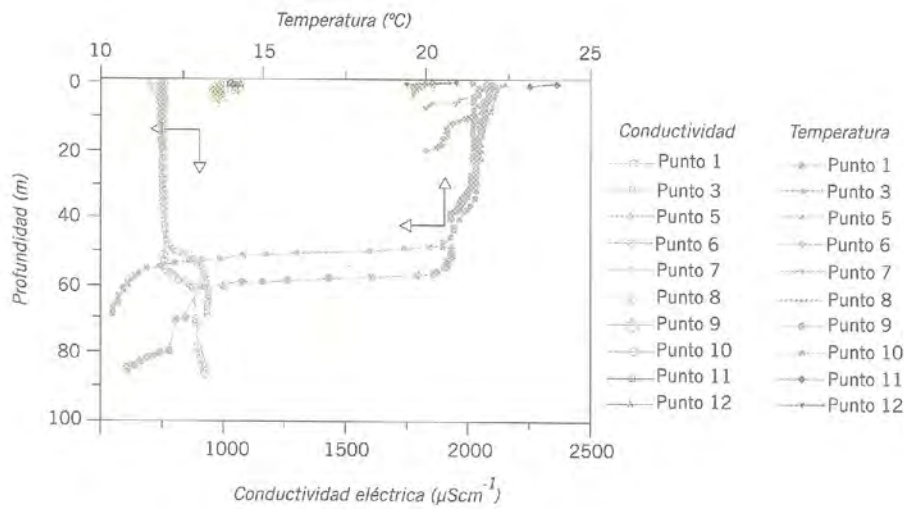 Temperatura (ºC)
10 15 20 25
0
20
40
60
80
100
Profundidad (m)
1000 1500 2000 2500
Conductividad eléctrica (µScm⁻¹)
Conductividad
Punto 1
Punto 3
Punto 5
Punto 6
Punto 7
Punto 8
Punto 9
Punto 10
Punto 11
Punto 12
Temperatura
Punto 1
Punto 3
Punto 5
Punto 6
Punto 7
Punto 8
Punto 9
Punto 10
Punto 11
Punto 12